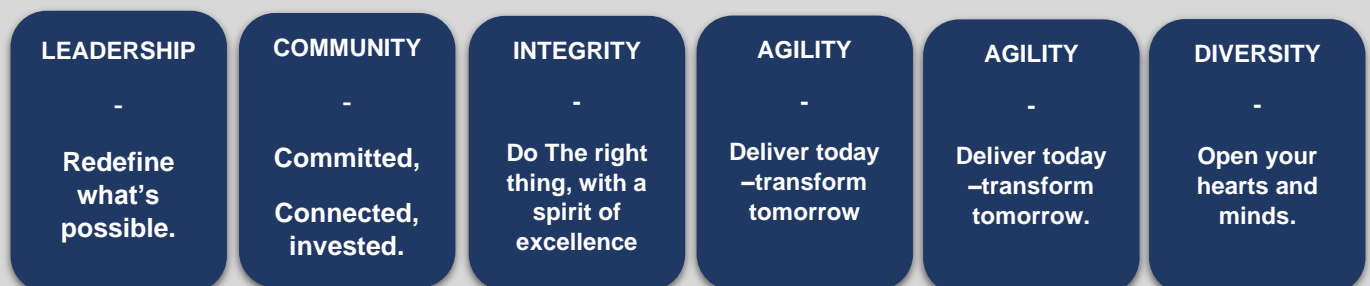 LEADERSHIP
-
Redefine
what's
possible.
COMMUNITY
-
Committed,
Connected,
invested.
INTEGRITY
-
Do The right
thing, with a
spirit of
excellence
AGILITY
-
Deliver today
–transform
tomorrow
AGILITY
-
Deliver today
–transform
tomorrow.
DIVERSITY
-
Open your
hearts and
minds.